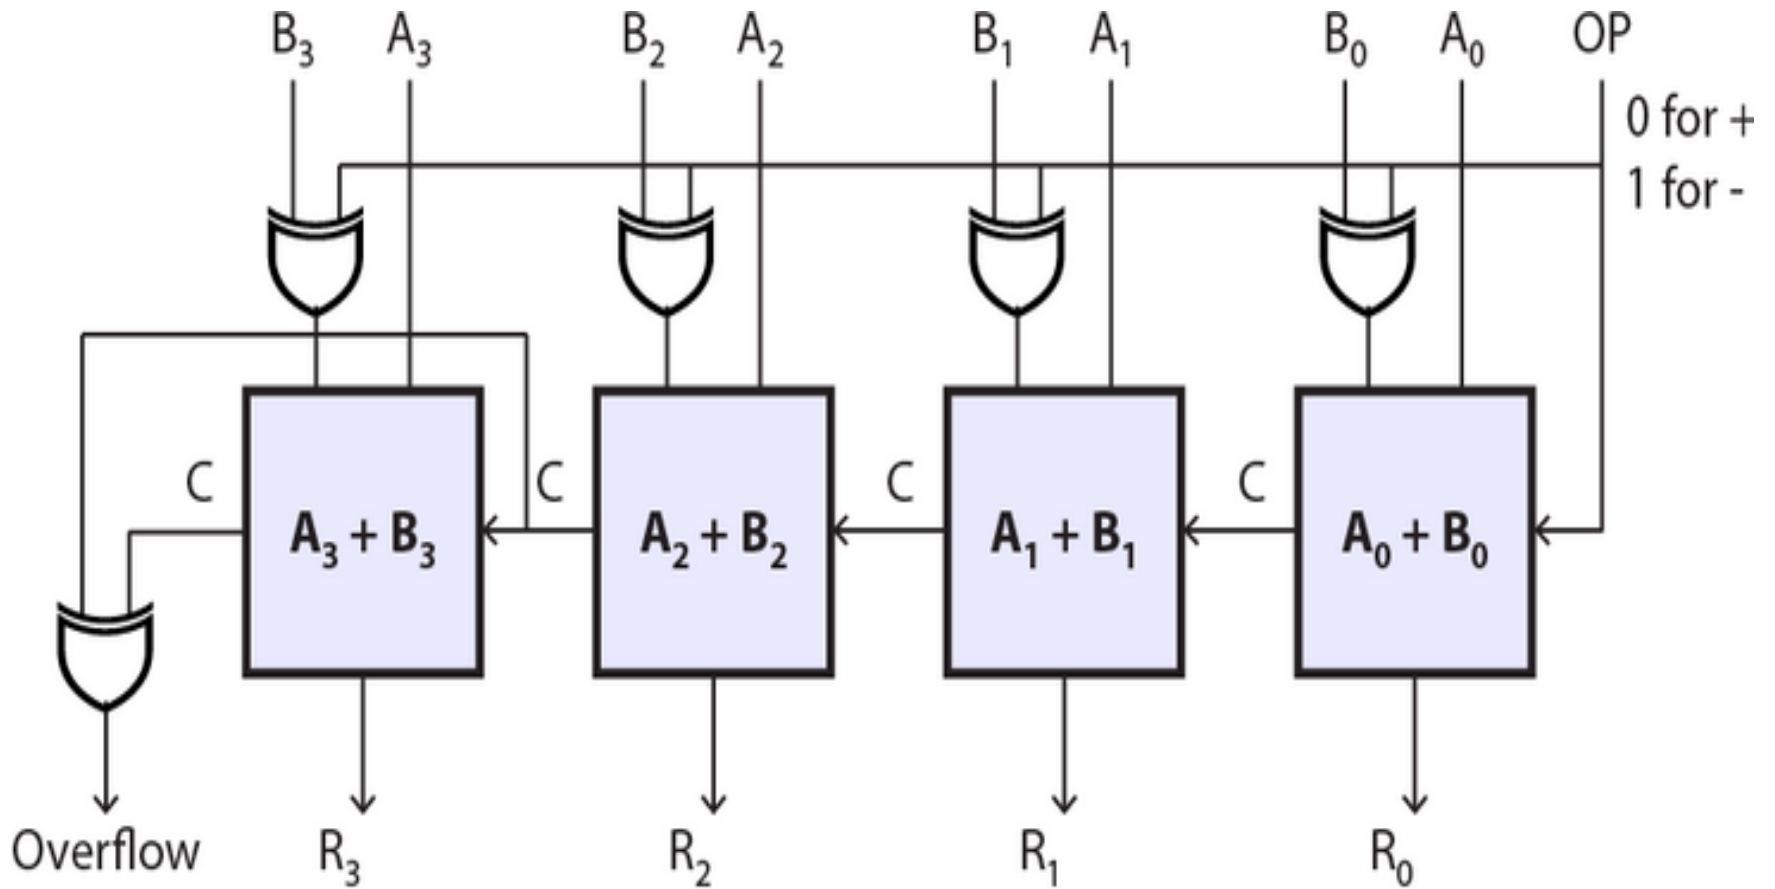 B₃ A₃ B₂ A₂ B₁ A₁ B₀ A₀ OP
0 for +
1 for -
C C C C
A₃ + B₃ A₂ + B₂ A₁ + B₁ A₀ + B₀
Overflow R₃ R₂ R₁ R₀